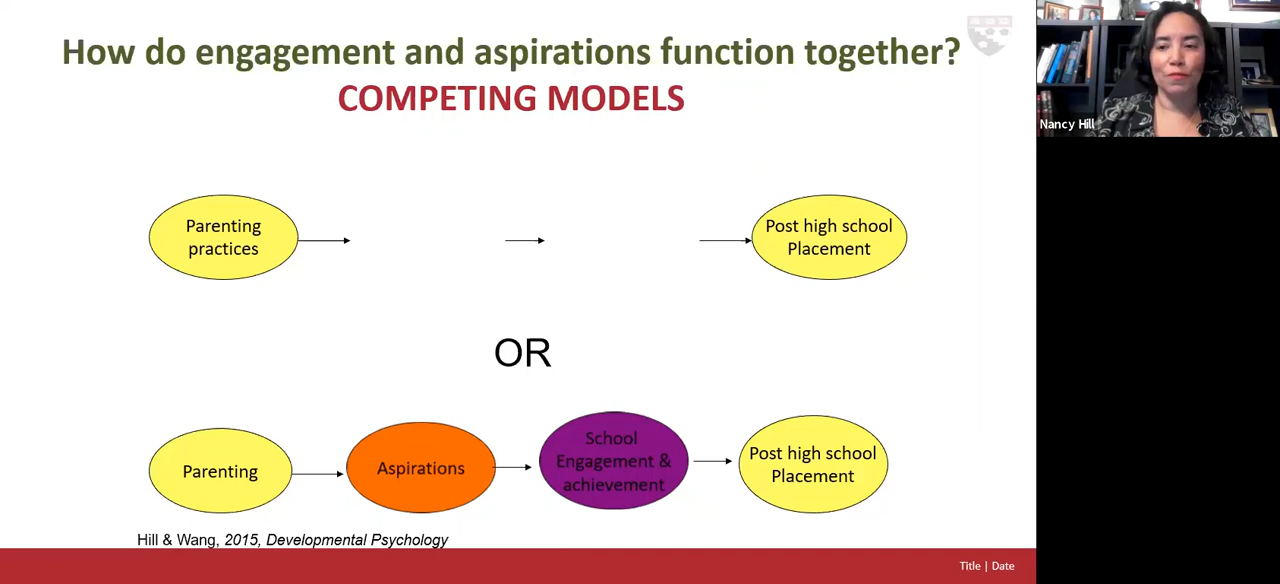 How do engagement and aspirations function together?
COMPETING MODELS
Nancy Hill
Parenting
practices
Post high school
Placement
OR
Parenting
Aspirations
School
Engagement &
achievement
Post high school
Placement
Hill & Wang, 2015, Developmental Psychology
Title | Date